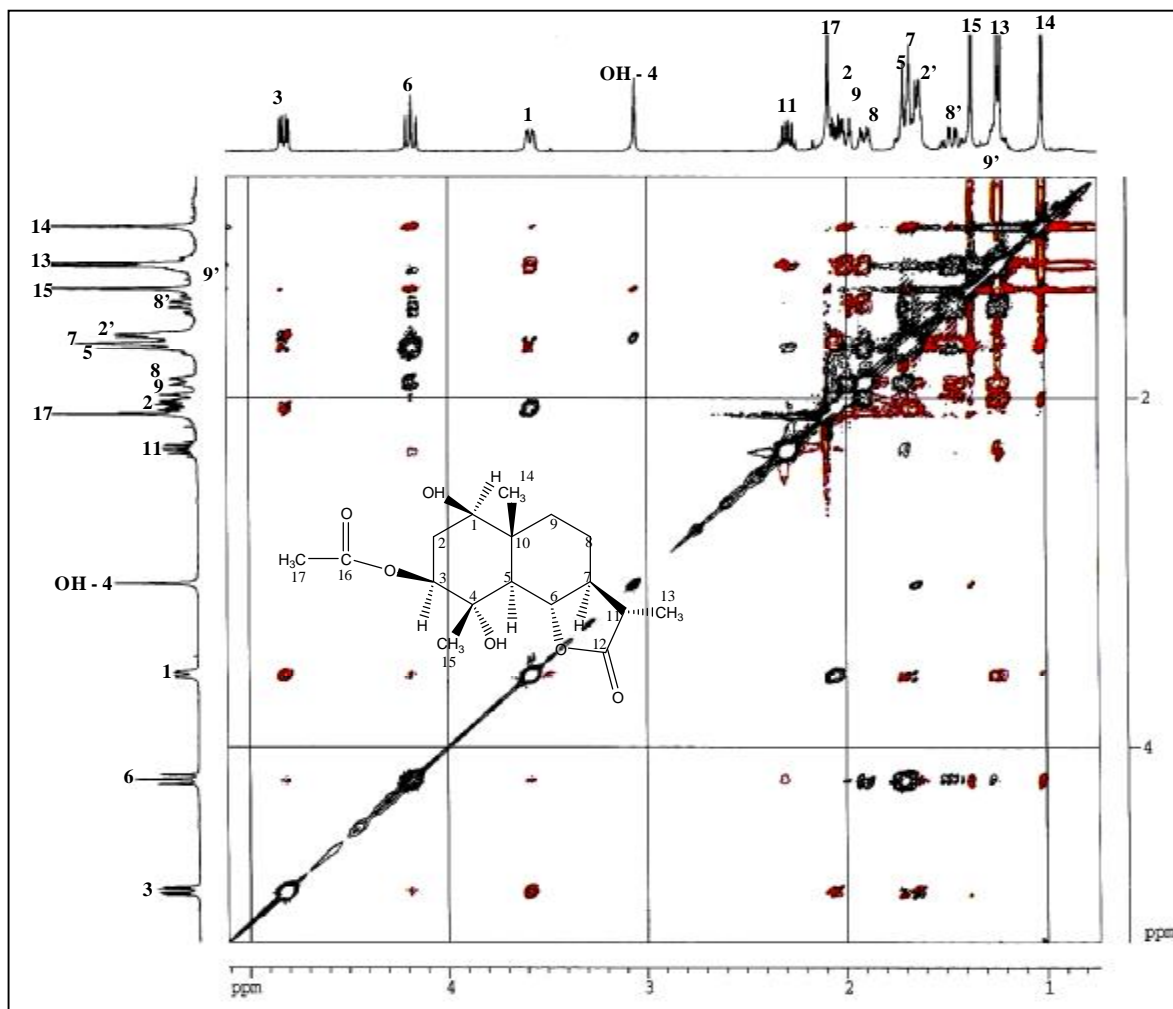 17 15 13 14
7
5 2'
OH - 4
2
6 9
3 11 8
1 8'
9'
14
13
9'
15
8'
2'
7
5
8
9
2
2
17
11
H 14
OH CH3
1 9
O 2 10 8
H3C 16 O 3 5 7 13
17 4 6 11 CH3
H H H
CH3 OH O 12
15 O
OH - 4
1
4
6
3
ppm
ppm 4 3 2 1